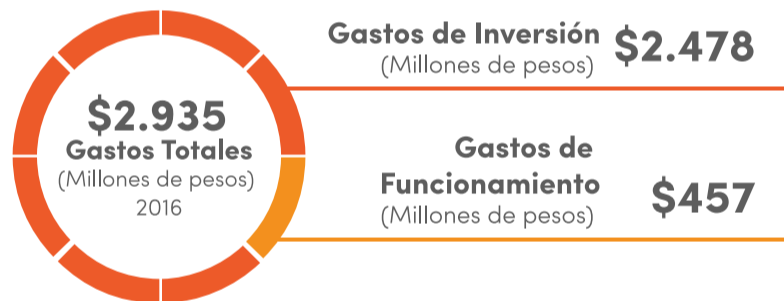 $2.935
Gastos Totales
(Millones de pesos)
2016
Gastos de Inversión $2.478
(Millones de pesos)
Gastos de
Funcionamiento $457
(Millones de pesos)